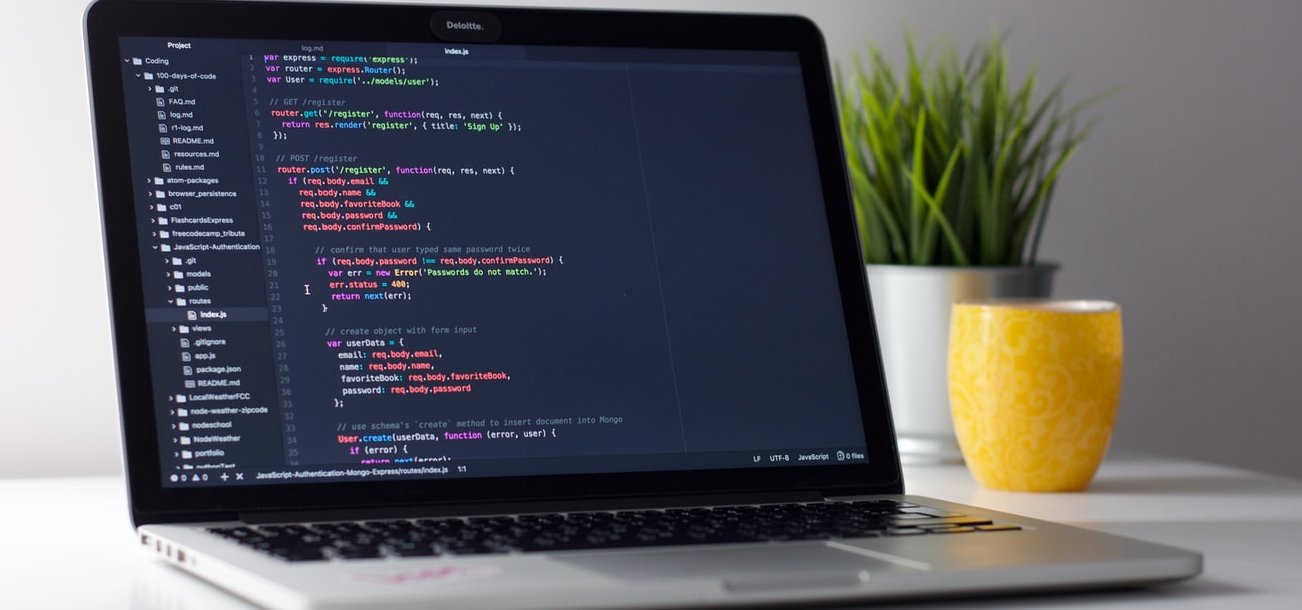 Deloitte.
Project
Coding
100-days-of-code
.git
FAQ.md
log.md
r1-log.md
README.md
resources.md
rules.md
atom-packages
browser_persistence
c01
FlashcardsExpress
freecodecamp_tribute
JavaScript-Authentication
.git
models
public
routes
index.js
views
.gitignore
app.js
package.json
README.md
LocalWeatherFCC
node-weather-zipcode
nodeschool
NodeWeather
portfolio
pythonTest
log.md index.js
1 var express = require('express');
2 var router = express.Router();
3 var User = require('../models/user');
4
5 // GET /register
6 router.get('/register', function(req, res, next) {
7 return res.render('register', { title: 'Sign Up' });
8 });
9
10 // POST /register
11 router.post('/register', function(req, res, next) {
12 if (req.body.email &&
13 req.body.name &&
14 req.body.favoriteBook &&
15 req.body.password &&
16 req.body.confirmPassword) {
17
18 // confirm that user typed same password twice
19 if (req.body.password !== req.body.confirmPassword) {
20 var err = new Error('Passwords do not match.');
21 err.status = 400;
22 return next(err);
23 }
24
25 // create object with form input
26 var userData = {
27 email: req.body.email,
28 name: req.body.name,
29 favoriteBook: req.body.favoriteBook,
30 password: req.body.password
31 };
32
33 // use schema's `create` method to insert document into Mongo
34 User.create(userData, function (error, user) {
35 if (error) {
36 return next(error);
0 0 JavaScript-Authentication-Mongo-Express/routes/index.js 1:1 LF UTF-8 JavaScript 0 files